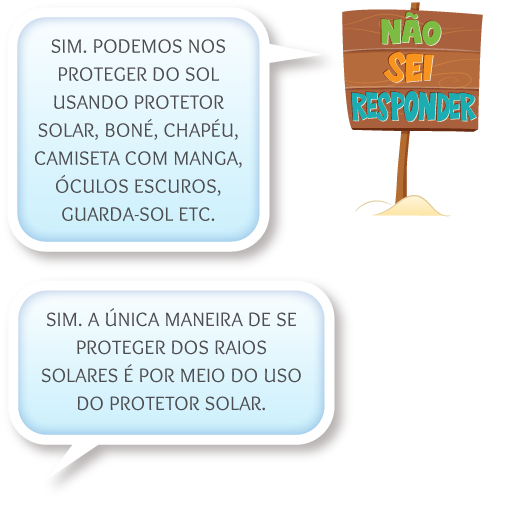 SIM. PODEMOS NOS
PROTEGER DO SOL
USANDO PROTETOR
SOLAR, BONÉ, CHAPÉU,
CAMISETA COM MANGA,
ÓCULOS ESCUROS,
GUARDA-SOL ETC.
NÃO
SEI
RESPONDER
SIM. A ÚNICA MANEIRA DE SE
PROTEGER DOS RAIOS
SOLARES É POR MEIO DO USO
DO PROTETOR SOLAR.